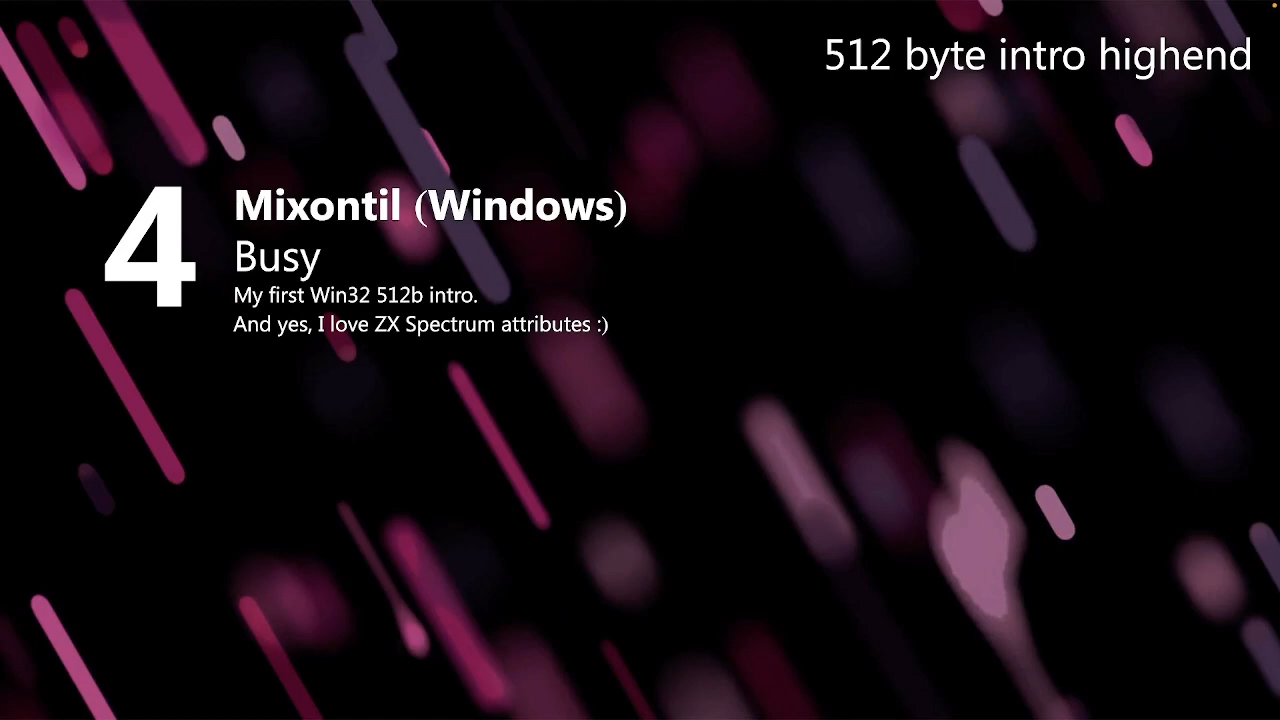 512 byte intro highend
4
Mixontil (Windows)
Busy
My first Win32 512b intro.
And yes, I love ZX Spectrum attributes :)